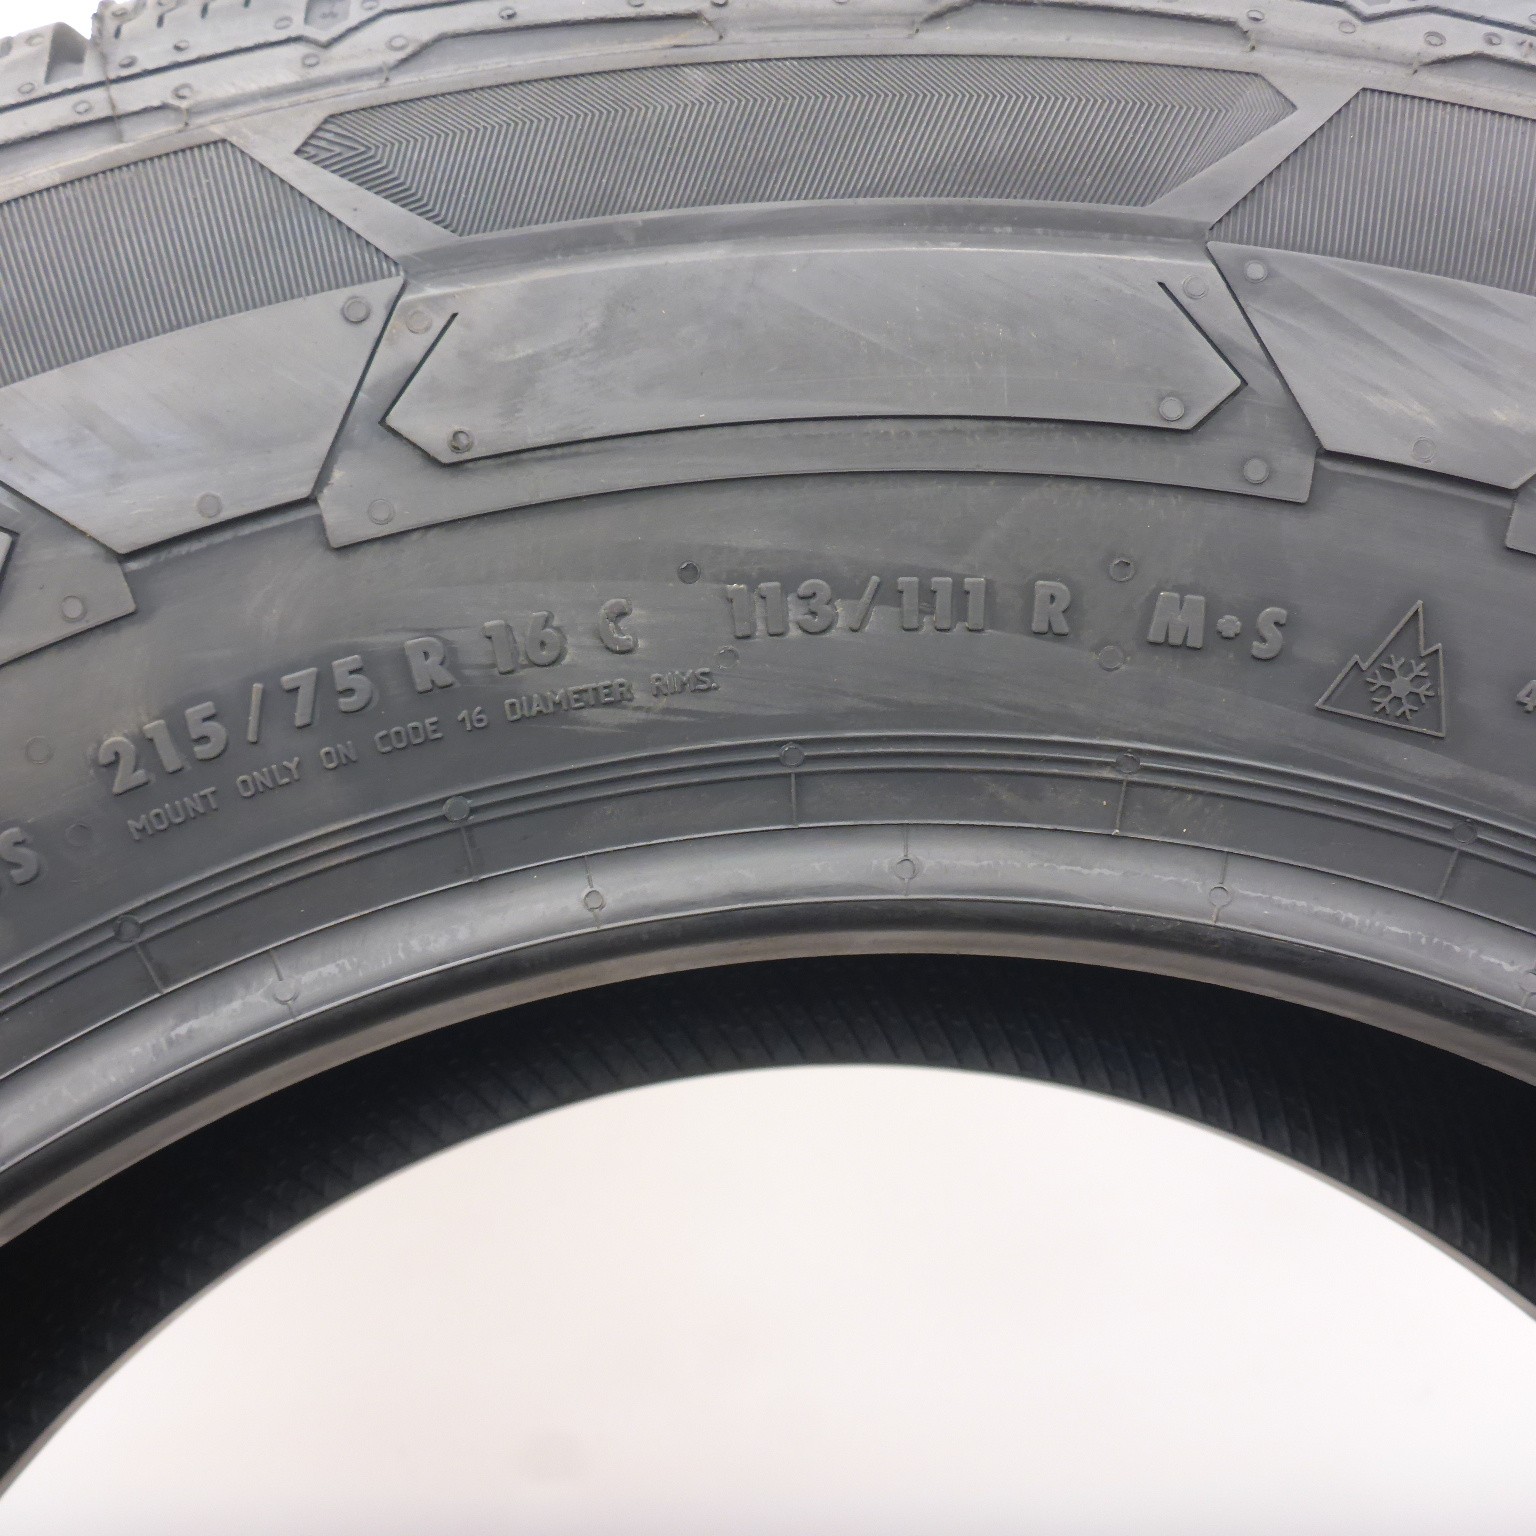 215/75 R 16 C 113/111 R M+S
MOUNT ONLY ON CODE 16 DIAMETER RIMS.